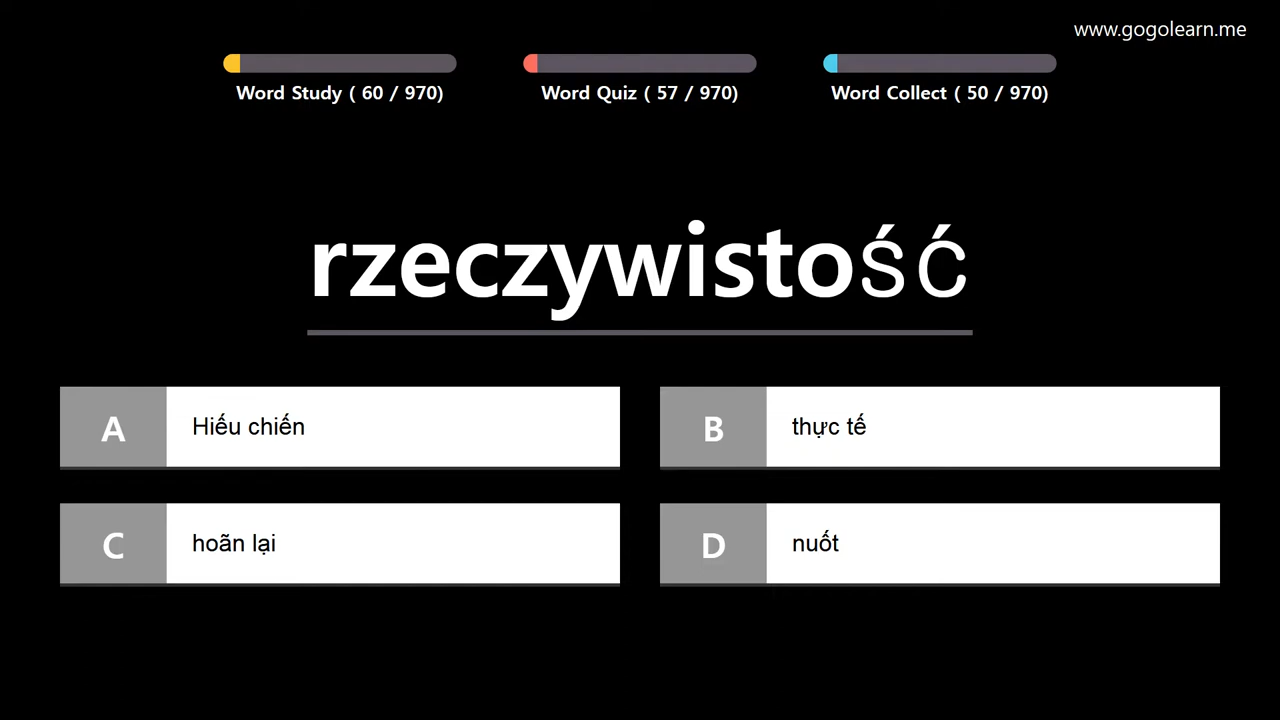 www.gogolearn.me
Word Study ( 60 / 970)
Word Quiz ( 57 / 970)
Word Collect ( 50 / 970)
rzeczywistość
A
Hiếu chiến
B
thực tế
C
hoãn lại
D
nuốt